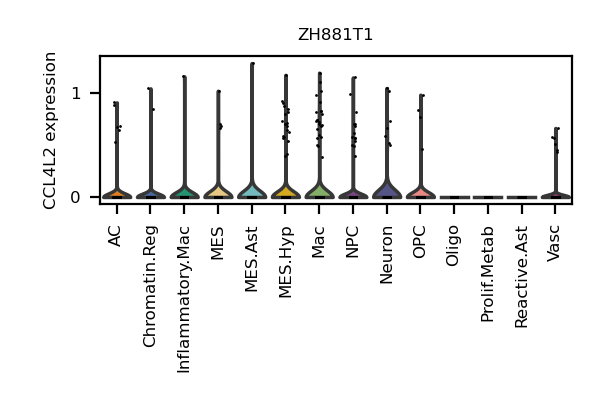 ZH881T1
CCL4L2 expression
1
0
AC
Chromatin.Reg
Inflammatory.Mac
MES
MES.Ast
MES.Hyp
Mac
NPC
Neuron
OPC
Oligo
Prolif.Metab
Reactive.Ast
Vasc